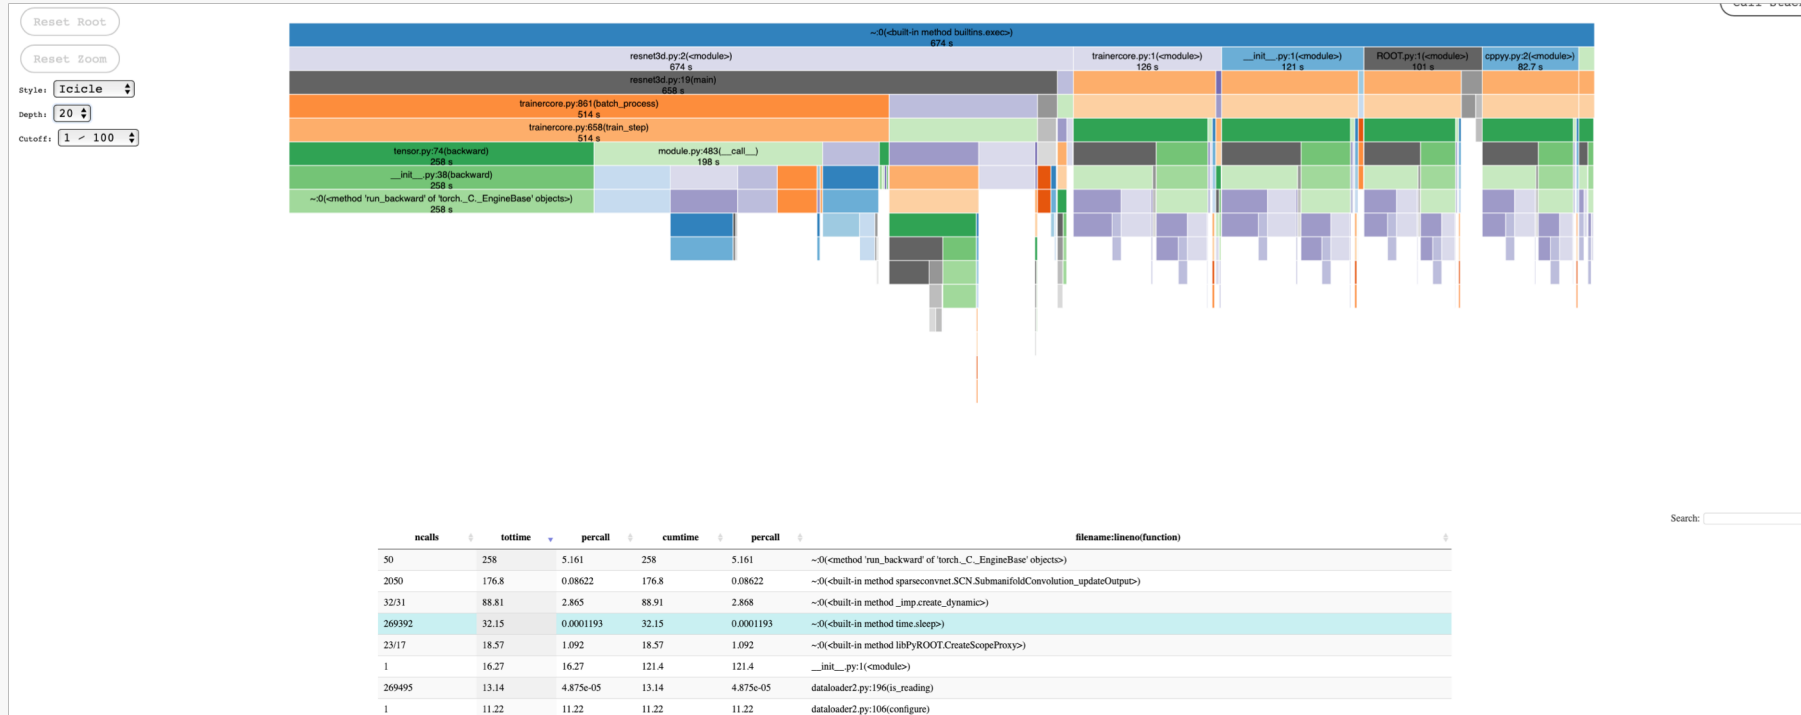 Reset Root
Reset Zoom
Style: Icicle
Depth: 20
Cutoff: 1 / 100
~:0(<built-in method builtins.exec>)
674 s
resnet3d.py:2(<module>)
674 s
trainercore.py:1(<module>)
126 s
__init__.py:1(<module>)
121 s
ROOT.py:1(<module>)
101 s
cppyy.py:2(<module>)
82.7 s
resnet3d.py:19(main)
658 s
trainercore.py:861(batch_process)
514 s
trainercore.py:658(train_step)
514 s
tensor.py:74(backward)
258 s
module.py:483(__call__)
198 s
__init__.py:38(backward)
258 s
~:0(<method 'run_backward' of 'torch._C._EngineBase' objects>)
258 s
Search:
ncalls tottime percall cumtime percall filename:lineno(function)
50 258 5.161 258 5.161 ~:0(<method 'run_backward' of 'torch._C._EngineBase' objects>)
2050 176.8 0.08622 176.8 0.08622 ~:0(<built-in method sparseconvnet.SCN.SubmanifoldConvolution_updateOutput>)
32/31 88.81 2.865 88.91 2.868 ~:0(<built-in method _imp.create_dynamic>)
269392 32.15 0.0001193 32.15 0.0001193 ~:0(<built-in method time.sleep>)
23/17 18.57 1.092 18.57 1.092 ~:0(<built-in method libPyROOT.CreateScopeProxy>)
1 16.27 16.27 121.4 121.4 __init__.py:1(<module>)
269495 13.14 4.875e-05 13.14 4.875e-05 dataloader2.py:196(is_reading)
1 11.22 11.22 11.22 11.22 dataloader2.py:106(configure)